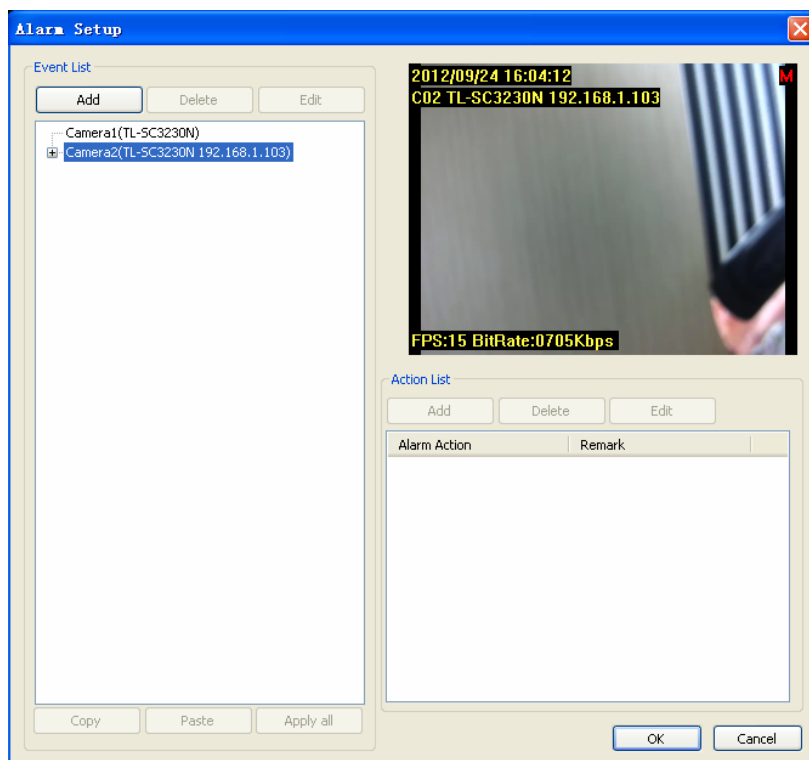 Alarm Setup
Event List
Add Delete Edit
Camera1(TL-SC3230N)
Camera2(TL-SC3230N 192.168.1.103)
Copy Paste Apply all
2012/09/24 16:04:12 M
C02 TL-SC3230N 192.168.1.103
FPS:15 BitRate:0705Kbps
Action List
Add Delete Edit
Alarm Action Remark
OK Cancel